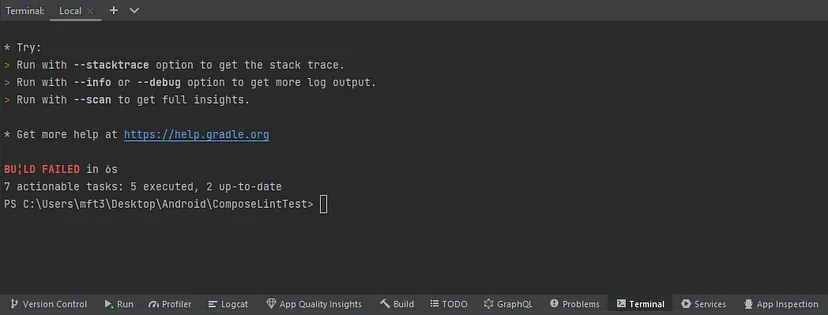 Terminal: Local × +
* Try:
> Run with --stacktrace option to get the stack trace.
> Run with --info or --debug option to get more log output.
> Run with --scan to get full insights.
* Get more help at https://help.gradle.org
BUILD FAILED in 6s
7 actionable tasks: 5 executed, 2 up-to-date
PS C:\Users\mft3\Desktop\Android\ComposeLintTest>
Version Control Run Profiler Logcat App Quality Insights Build TODO GraphQL Problems Terminal Services App Inspection